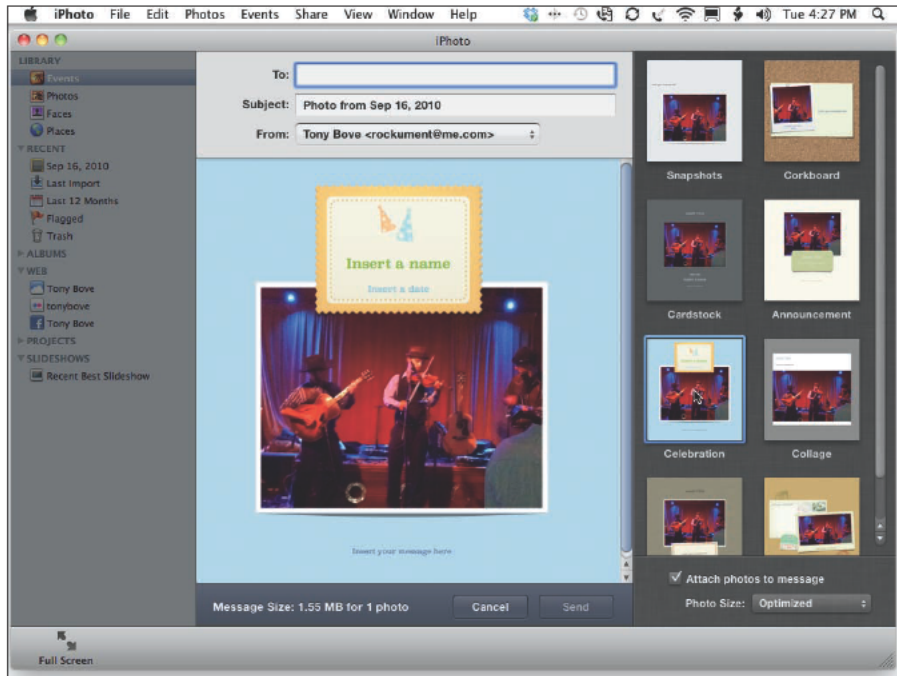 iPhoto File Edit Photos Events Share View Window Help Tue 4:27 PM
iPhoto
LIBRARY
Events
Photos
Faces
Places
RECENT
Sep 16, 2010
Last Import
Last 12 Months
Flagged
Trash
ALBUMS
WEB
Tony Bove
tonybove
Tony Bove
PROJECTS
SLIDESHOWS
Recent Best Slideshow
To:
Subject: Photo from Sep 16, 2010
From: Tony Bove <rockument@me.com>
Insert a name
Insert a date
Insert your message here
Message Size: 1.55 MB for 1 photo Cancel Send
Snapshots Corkboard
Cardstock Announcement
Insert a name
Celebration Collage
Attach photos to message
Photo Size: Optimized
Full Screen